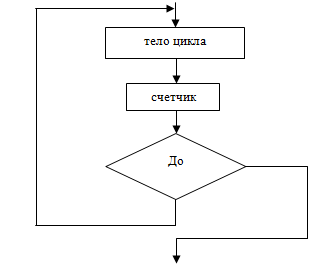 тело цикла
счетчик
До